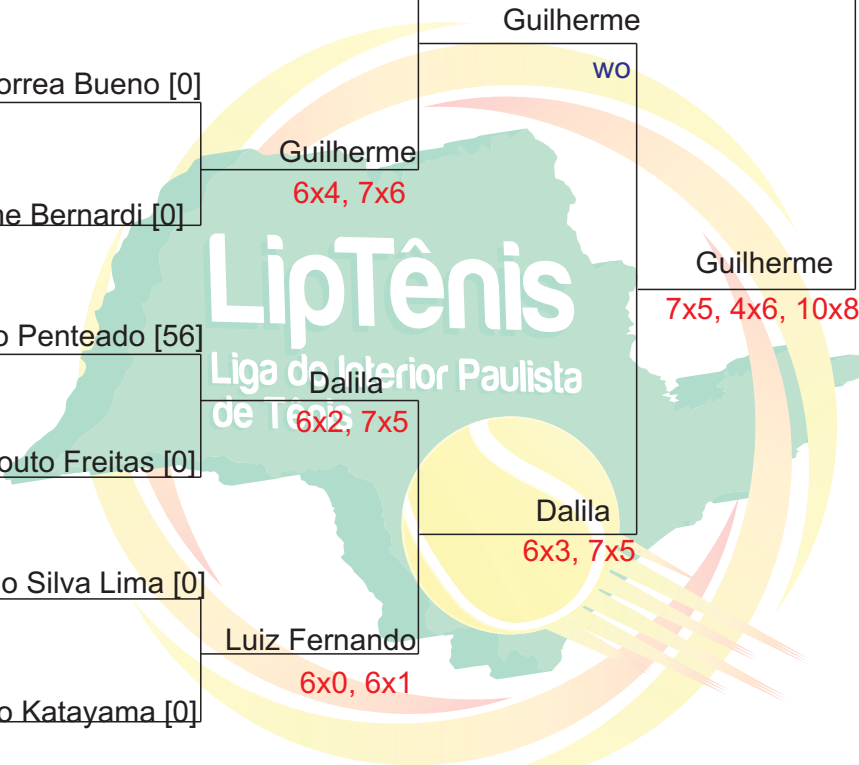 Guilherme
wo
orrea Bueno [0]
Guilherme
6x4, 7x6
ne Bernardi [0]
LipTênis
Liga do Interior Paulista
de Tênis
Guilherme
7x5, 4x6, 10x8
o Penteado [56]
Dalila
6x2, 7x5
outo Freitas [0]
Dalila
6x3, 7x5
o Silva Lima [0]
Luiz Fernando
6x0, 6x1
o Katayama [0]